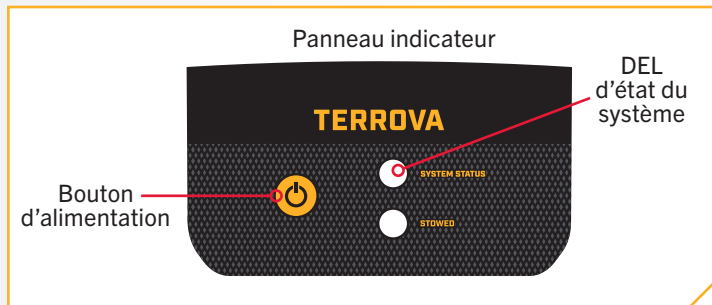 Panneau indicateur
DEL
d'état du
système
TERROVA
SYSTEM STATUS
Bouton
d'alimentation
STOWED